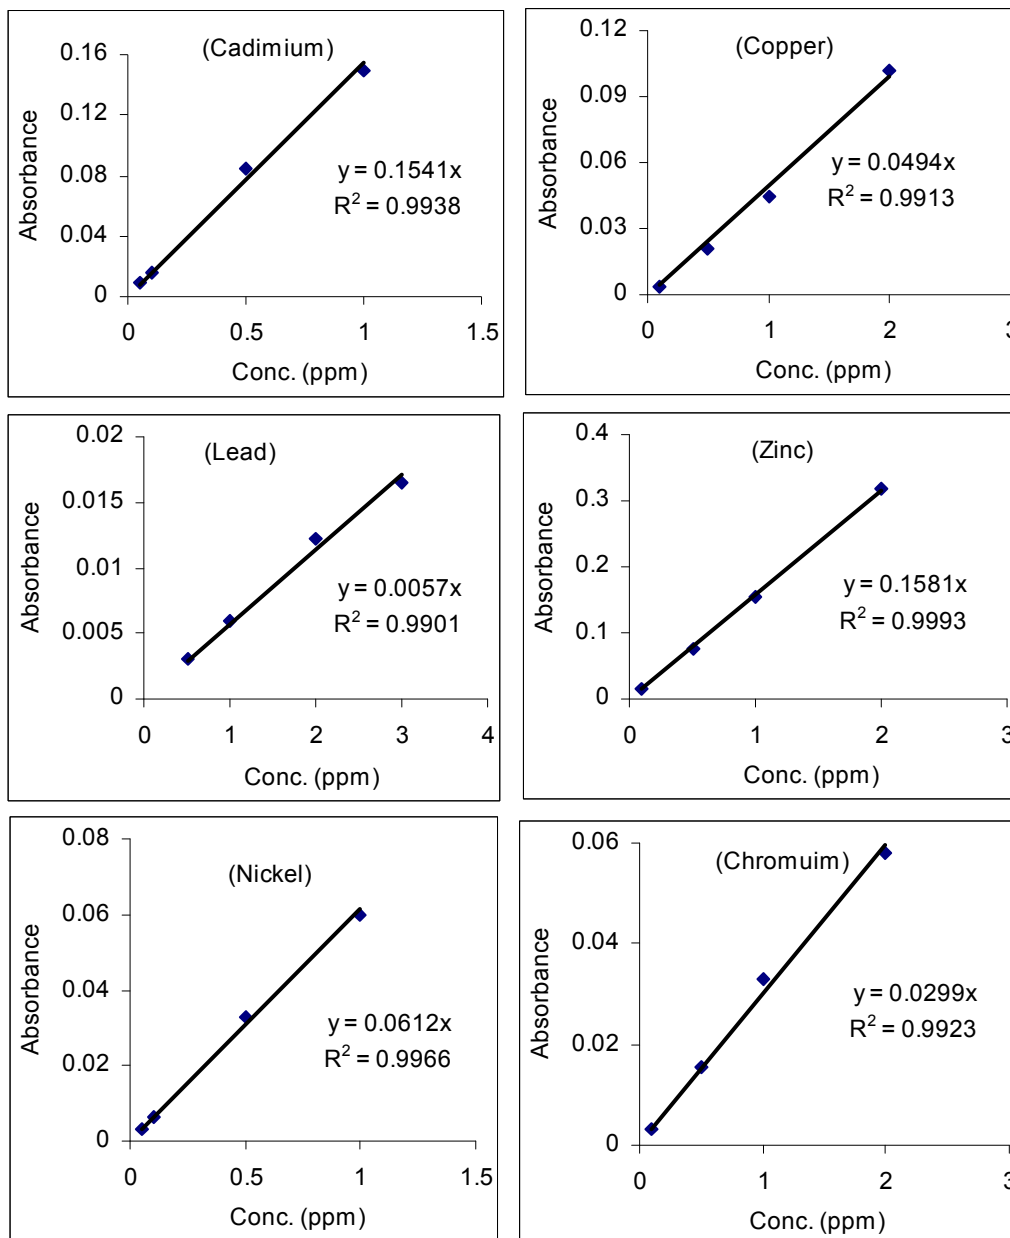 (Cadimium)
0.16
0.12
0.08
0.04
0
Absorbance
y = 0.1541x
R² = 0.9938
0 0.5 1 1.5
Conc. (ppm)
(Copper)
0.12
0.09
0.06
0.03
0
Absorbance
y = 0.0494x
R² = 0.9913
0 1 2 3
Conc. (ppm)
(Lead)
0.02
0.015
0.01
0.005
0
Absorbance
y = 0.0057x
R² = 0.9901
0 1 2 3 4
Conc. (ppm)
(Zinc)
0.4
0.3
0.2
0.1
0
Absorbance
y = 0.1581x
R² = 0.9993
0 1 2 3
Conc. (ppm)
(Nickel)
0.08
0.06
0.04
0.02
0
Absorbance
y = 0.0612x
R² = 0.9966
0 0.5 1 1.5
Conc. (ppm)
(Chromuim)
0.06
0.04
0.02
0
Absorbance
y = 0.0299x
R² = 0.9923
0 1 2 3
Conc. (ppm)